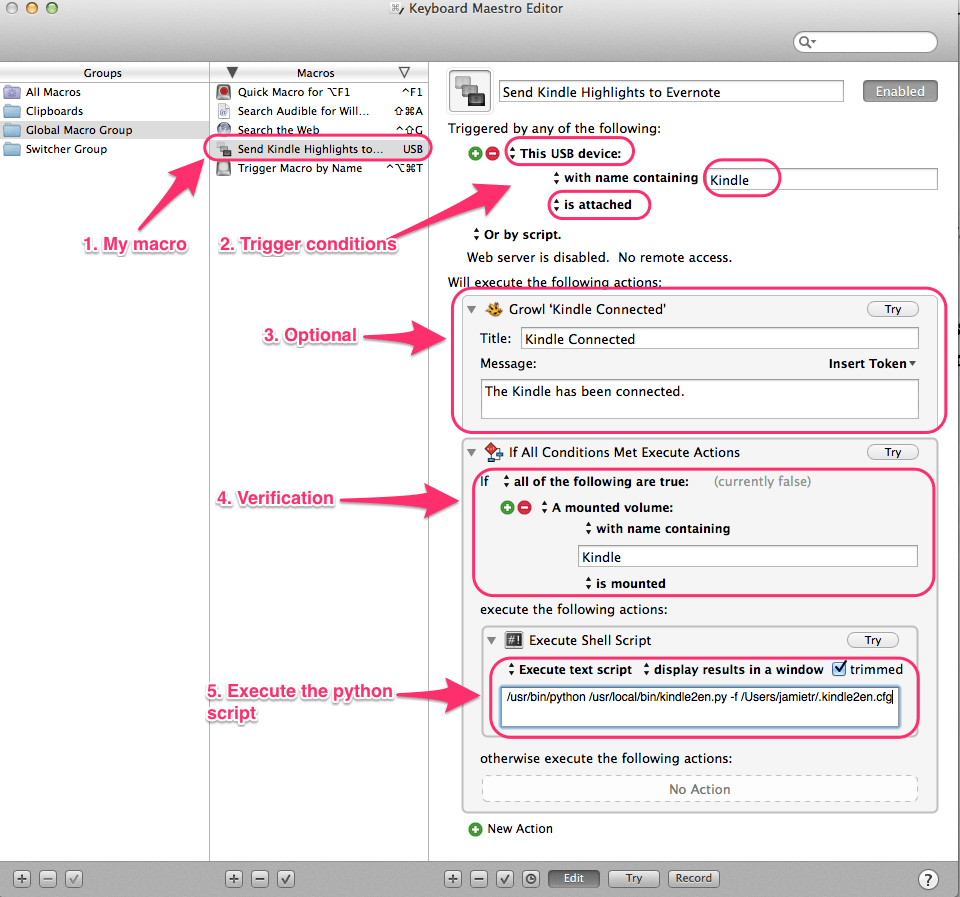 Keyboard Maestro Editor
Groups
All Macros
Clipboards
Global Macro Group
Switcher Group
Macros
Quick Macro for ⌥F1 ^F1
Search Audible for Will... ⇧⌘A
Search the Web ^⇧G
Send Kindle Highlights to... USB
Trigger Macro by Name ^⌥⌘T
1. My macro
2. Trigger conditions
3. Optional
4. Verification
5. Execute the python
script
Send Kindle Highlights to Evernote
Enabled
Triggered by any of the following:
This USB device:
with name containing Kindle
is attached
Or by script.
Web server is disabled. No remote access.
Will execute the following actions:
Growl 'Kindle Connected' Try
Title: Kindle Connected
Message: Insert Token
The Kindle has been connected.
If All Conditions Met Execute Actions Try
If all of the following are true: (currently false)
A mounted volume:
with name containing
Kindle
is mounted
execute the following actions:
#! Execute Shell Script Try
Execute text script display results in a window trimmed
/usr/bin/python /usr/local/bin/kindle2en.py -f /Users/jamietr/.kindle2en.cfg
otherwise execute the following actions:
No Action
New Action
Edit Try Record ?